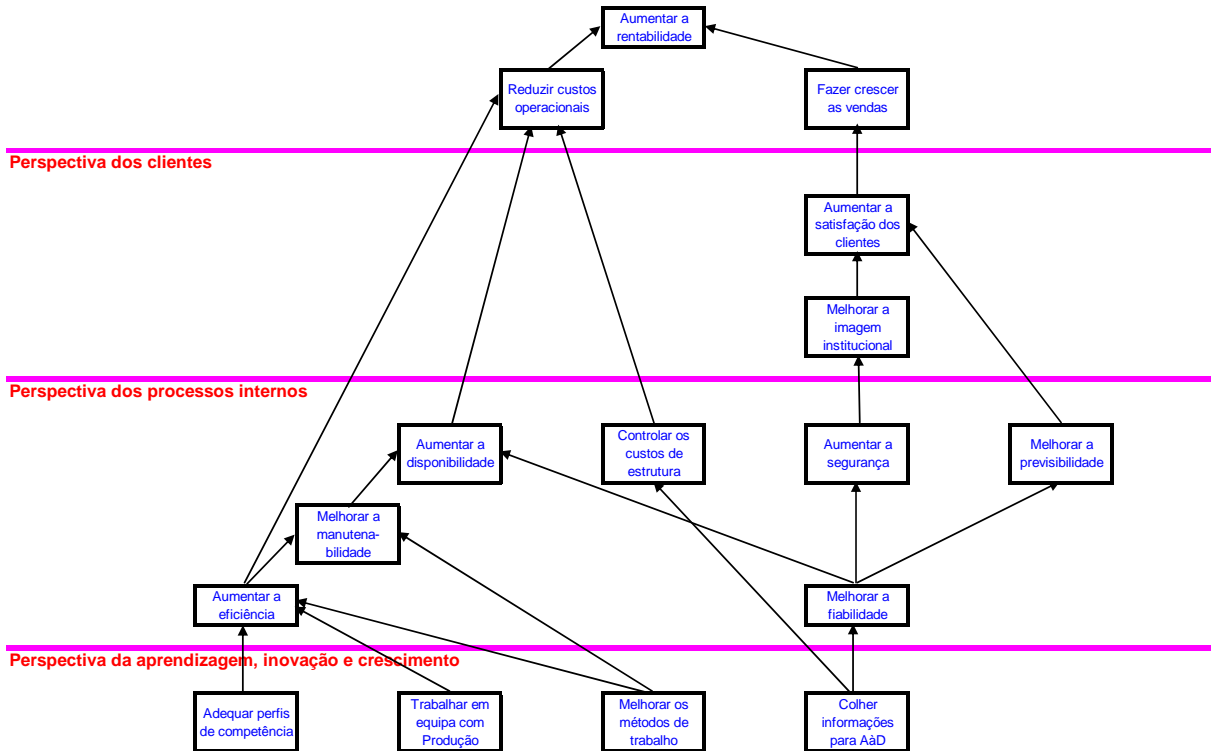 Aumentar a
rentabilidade
Reduzir custos
operacionais
Fazer crescer
as vendas
Perspectiva dos clientes
Aumentar a
satisfação dos
clientes
Melhorar a
imagem
institucional
Perspectiva dos processos internos
Aumentar a
disponibilidade
Controlar os
custos de
estrutura
Aumentar a
segurança
Melhorar a
previsibilidade
Melhorar a
manutena-
bilidade
Aumentar a
eficiência
Melhorar a
fiabilidade
Perspectiva da aprendizagem, inovação e crescimento
Adequar perfis
de competência
Trabalhar em
equipa com
Produção
Melhorar os
métodos de
trabalho
Colher
informações
para AàD